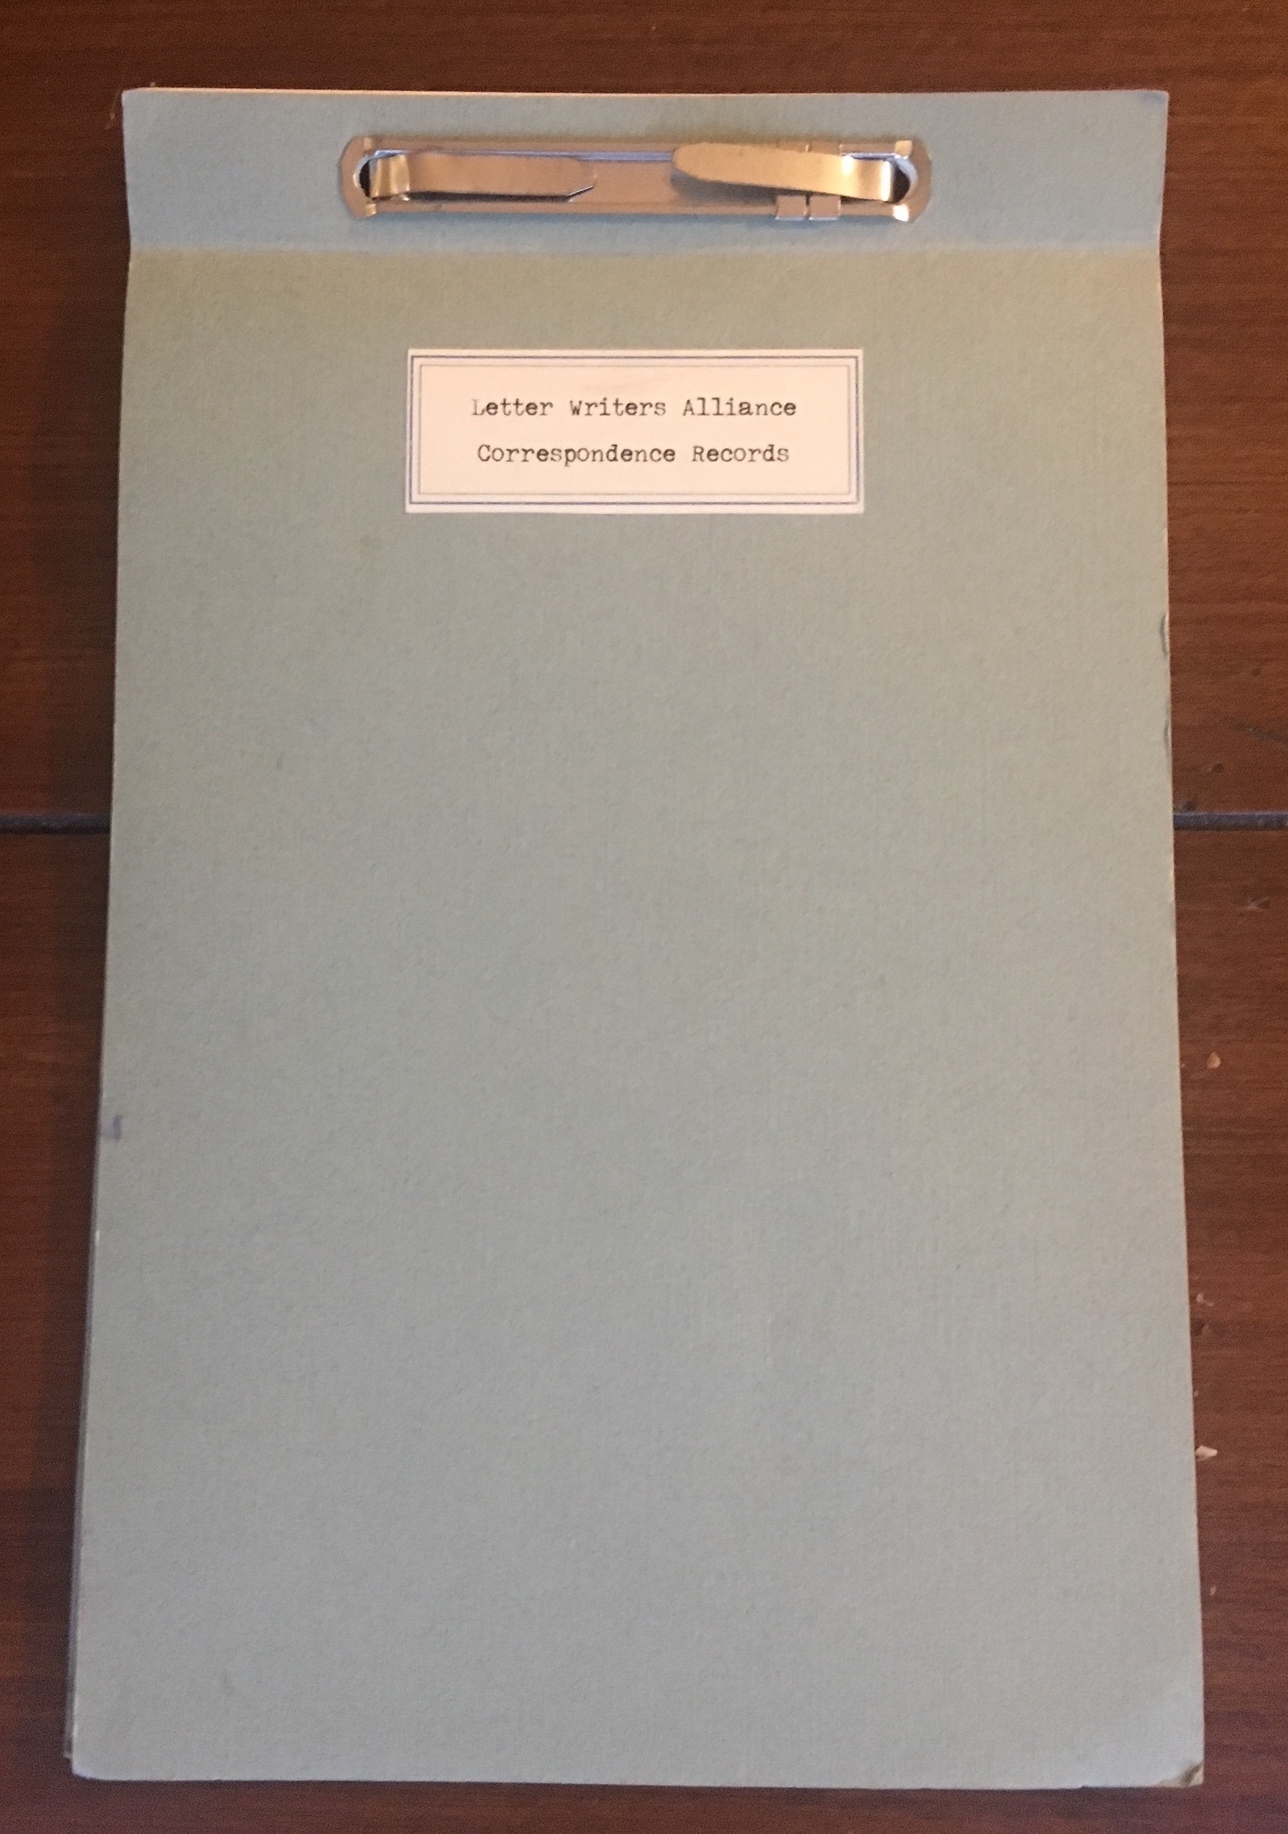 Letter Writers Alliance
Correspondence Records